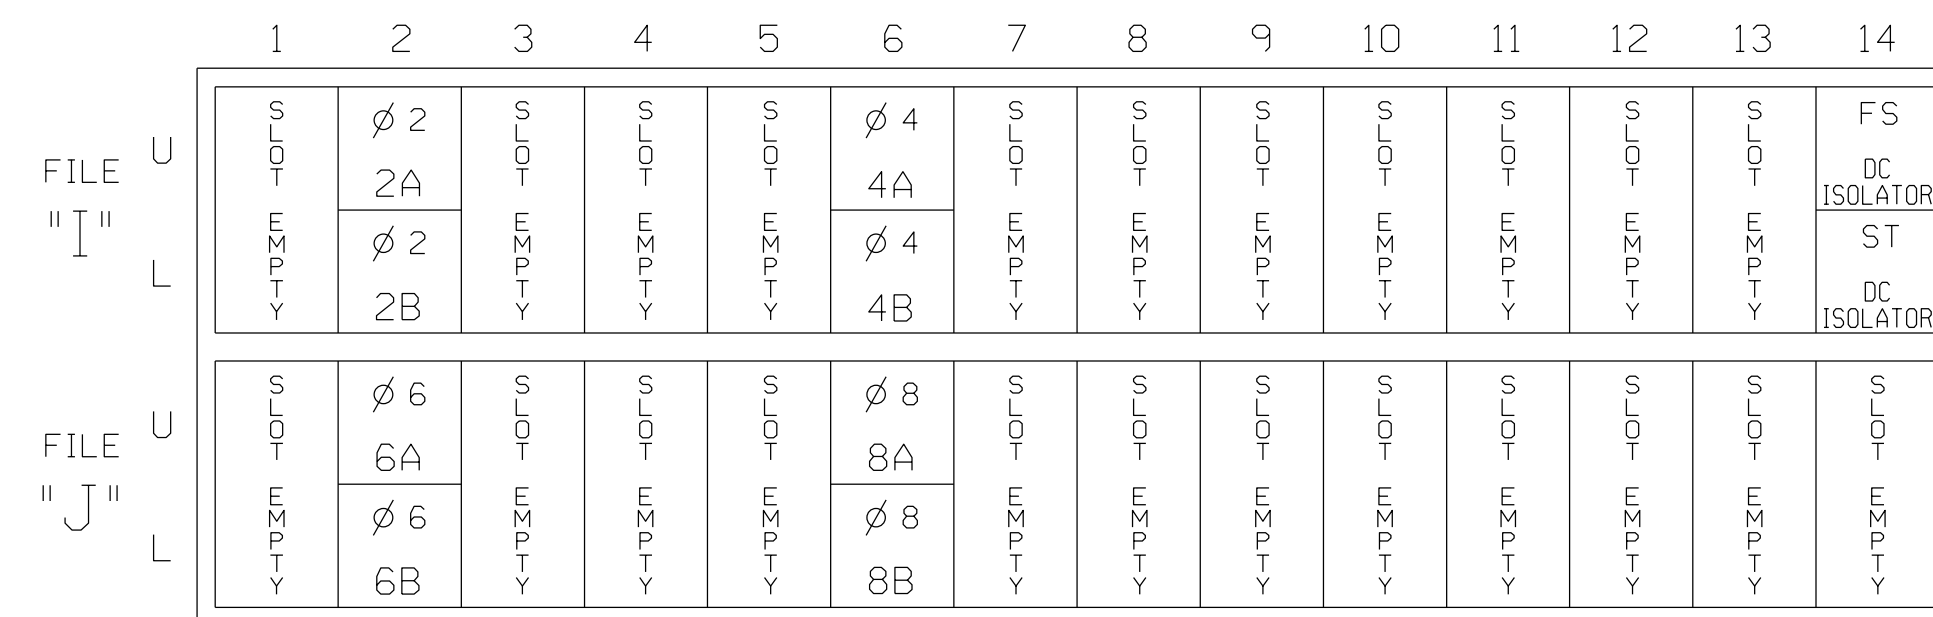 1 2 3 4 5 6 7 8 9 10 11 12 13 14
FILE "I"
U
L
SLOT EMPTY
Ø 2
2A
Ø 2
2B
SLOT EMPTY
SLOT EMPTY
SLOT EMPTY
Ø 4
4A
Ø 4
4B
SLOT EMPTY
SLOT EMPTY
SLOT EMPTY
SLOT EMPTY
SLOT EMPTY
SLOT EMPTY
SLOT EMPTY
FS
DC
ISOLATOR
ST
DC
ISOLATOR
FILE "J"
U
L
SLOT EMPTY
Ø 6
6A
Ø 6
6B
SLOT EMPTY
SLOT EMPTY
SLOT EMPTY
Ø 8
8A
Ø 8
8B
SLOT EMPTY
SLOT EMPTY
SLOT EMPTY
SLOT EMPTY
SLOT EMPTY
SLOT EMPTY
SLOT EMPTY
SLOT EMPTY